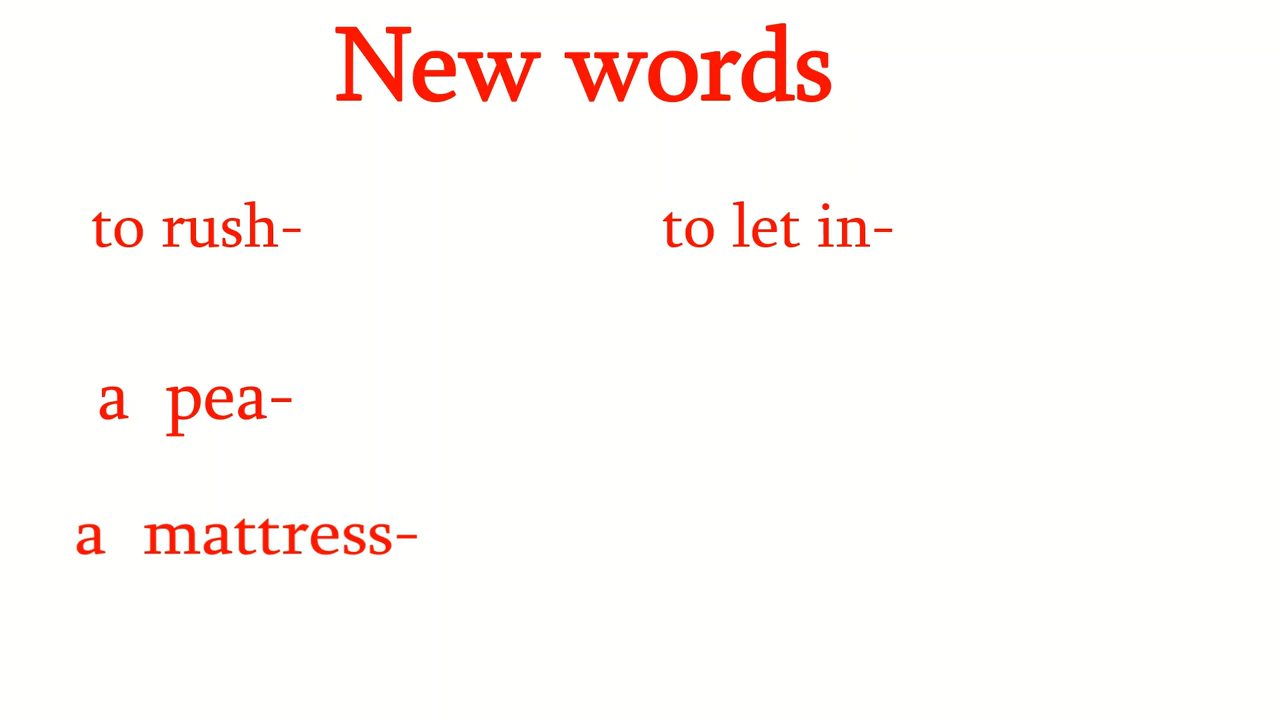 New words
to rush-
to let in-
a pea-
a mattress-